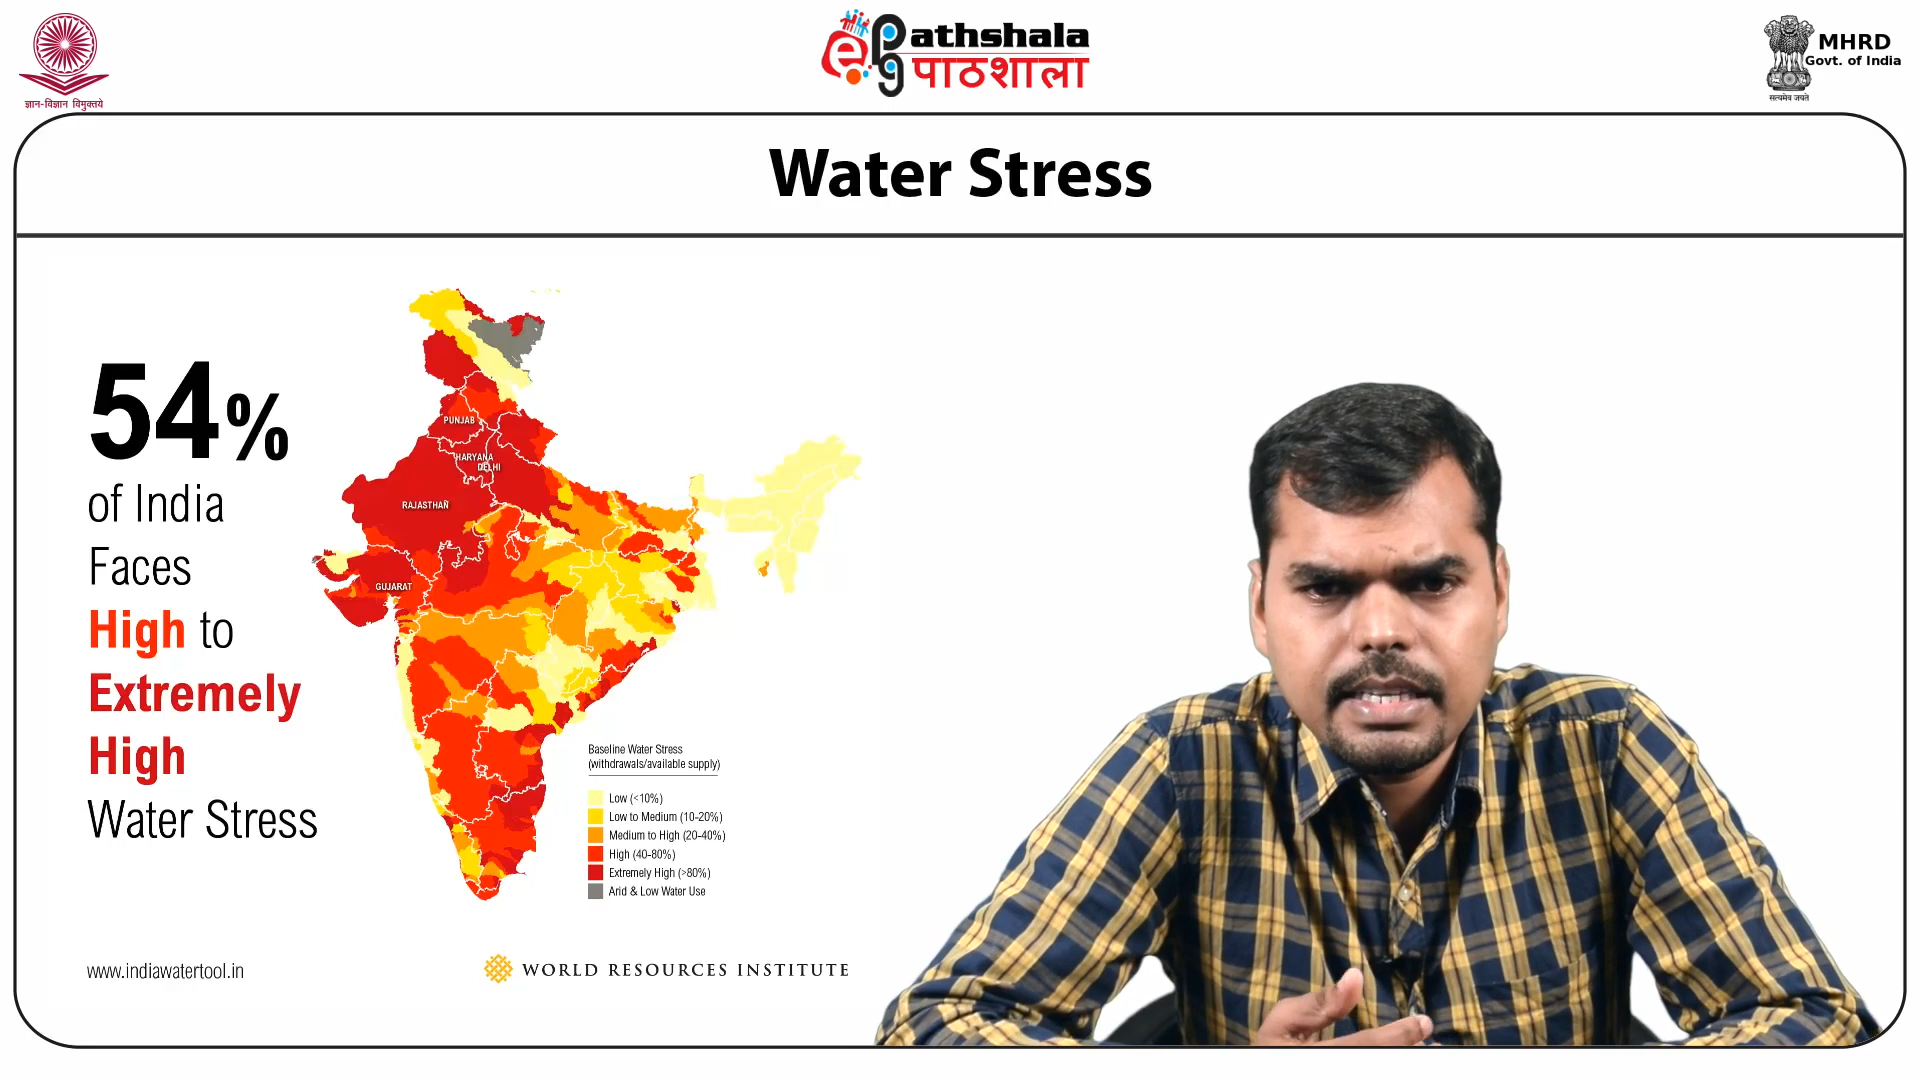 ज्ञान-विज्ञान विमुक्तये
e Pathshala
पाठशाला
MHRD
Govt. of India
सत्यमेव जयते
Water Stress
54%
of India
Faces
High to
Extremely
High
Water Stress
PUNJAB
HARYANA
DELHI
RAJASTHAN
GUJARAT
Baseline Water Stress
(withdrawals/available supply)
Low (<10%)
Low to Medium (10-20%)
Medium to High (20-40%)
High (40-80%)
Extremely High (>80%)
Arid & Low Water Use
www.indiawatertool.in
WORLD RESOURCES INSTITUTE